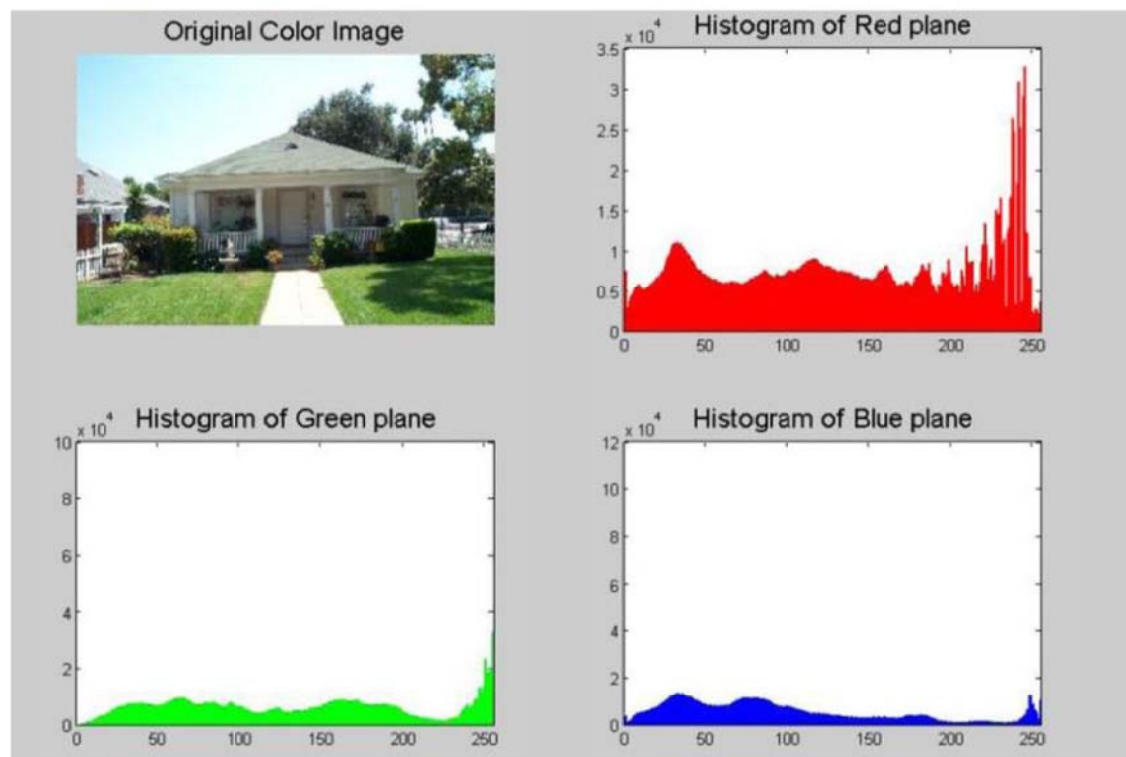 Original Color Image
Histogram of Red plane
x 10 4
3.5
3
2.5
2
1.5
1
0.5
0
0 50 100 150 200 250
Histogram of Green plane
x 10 4
10
8
6
4
2
0
0 50 100 150 200 250
Histogram of Blue plane
x 10 4
12
10
8
6
4
2
0
0 50 100 150 200 250